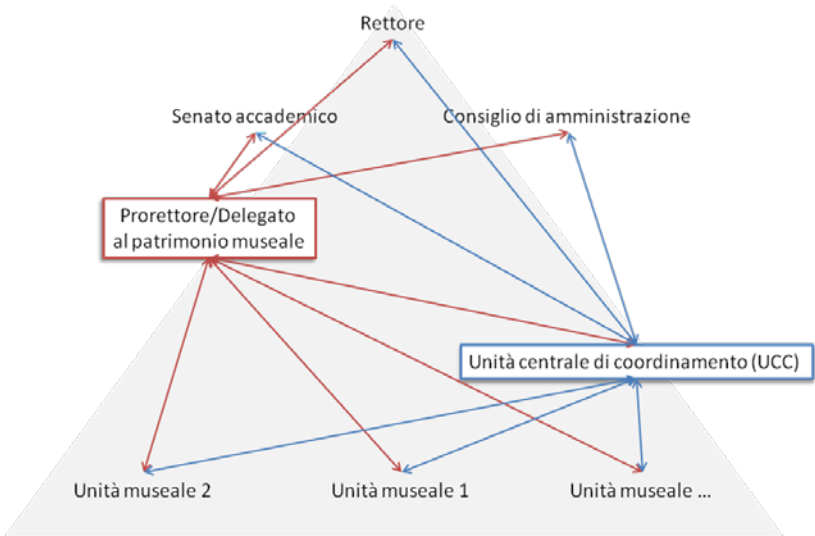 Rettore
Senato accademico
Consiglio di amministrazione
Prorettore/Delegato
al patrimonio museale
Unità centrale di coordinamento (UCC)
Unità museale 2
Unità museale 1
Unità museale ...